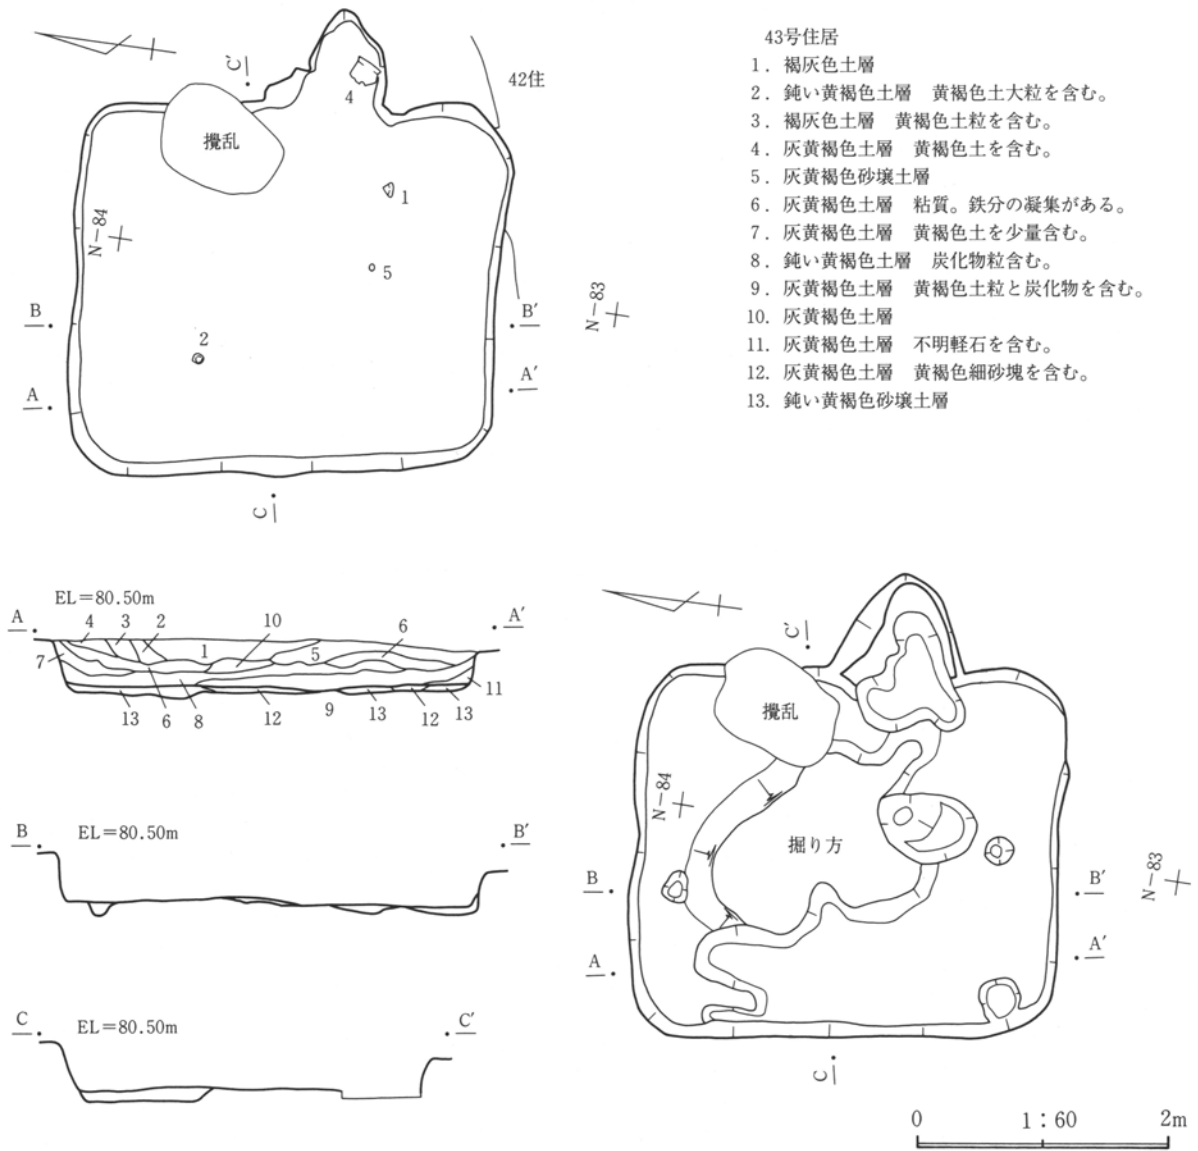 43号住居
1. 褐灰色土層
2. 鈍い黄褐色土層 黄褐色土大粒を含む。
3. 褐灰色土層 黄褐色土粒を含む。
4. 灰黄褐色土層 黄褐色土を含む。
5. 灰黄褐色砂壌土層
6. 灰黄褐色土層 粘質。鉄分の凝集がある。
7. 灰黄褐色土層 黄褐色土を少量含む。
8. 鈍い黄褐色土層 炭化物粒含む。
9. 灰黄褐色土層 黄褐色土粒と炭化物を含む。
10. 灰黄褐色土層
11. 灰黄褐色土層 不明軽石を含む。
12. 灰黄褐色土層 黄褐色細砂塊を含む。
13. 鈍い黄褐色砂壌土層
C′
42住
4
攪乱
1
N-84
5
B
B′
N-83
2
A
A′
C
EL=80.50m
A
A′
4 3 2 10 6
1 5
7
11
13 6 8 12 9 13 12 13
B
EL=80.50m
B′
C
EL=80.50m
C′
C′
攪乱
N-84
掘り方
B
B′
N-83
A
A′
C
0 1:60 2m